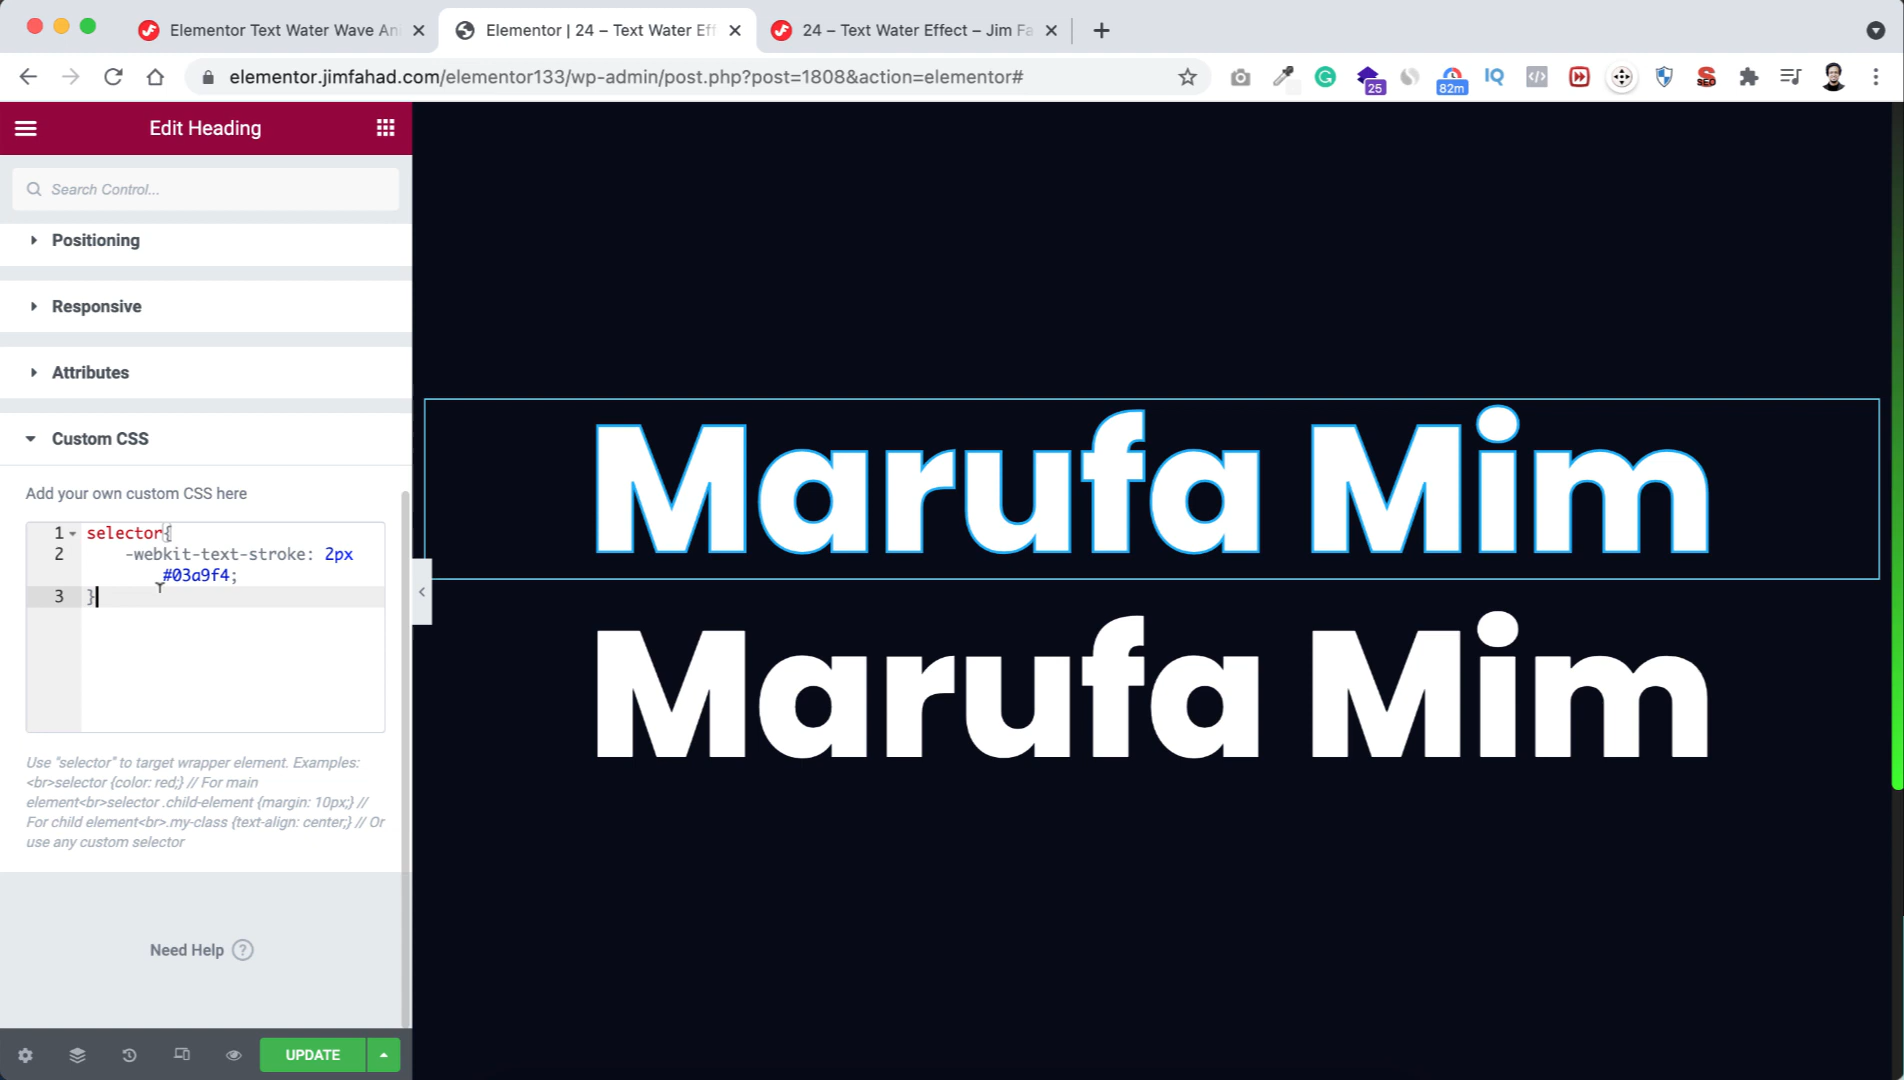 Elementor Text Water Wave An
Elementor | 24 – Text Water Eff
24 – Text Water Effect – Jim Fa
elementor.jimfahad.com/elementor133/wp-admin/post.php?post=1808&action=elementor#
25
82m
IQ
SEO
Edit Heading
Search Control...
Positioning
Responsive
Attributes
Custom CSS
Add your own custom CSS here
1 selector{
2 -webkit-text-stroke: 2px
#03a9f4;
3 }
Use "selector" to target wrapper element. Examples:
<br>selector {color: red;} // For main
element<br>selector .child-element {margin: 10px;} //
For child element<br>.my-class {text-align: center;} // Or
use any custom selector
Need Help ?
UPDATE
Marufa Mim
Marufa Mim